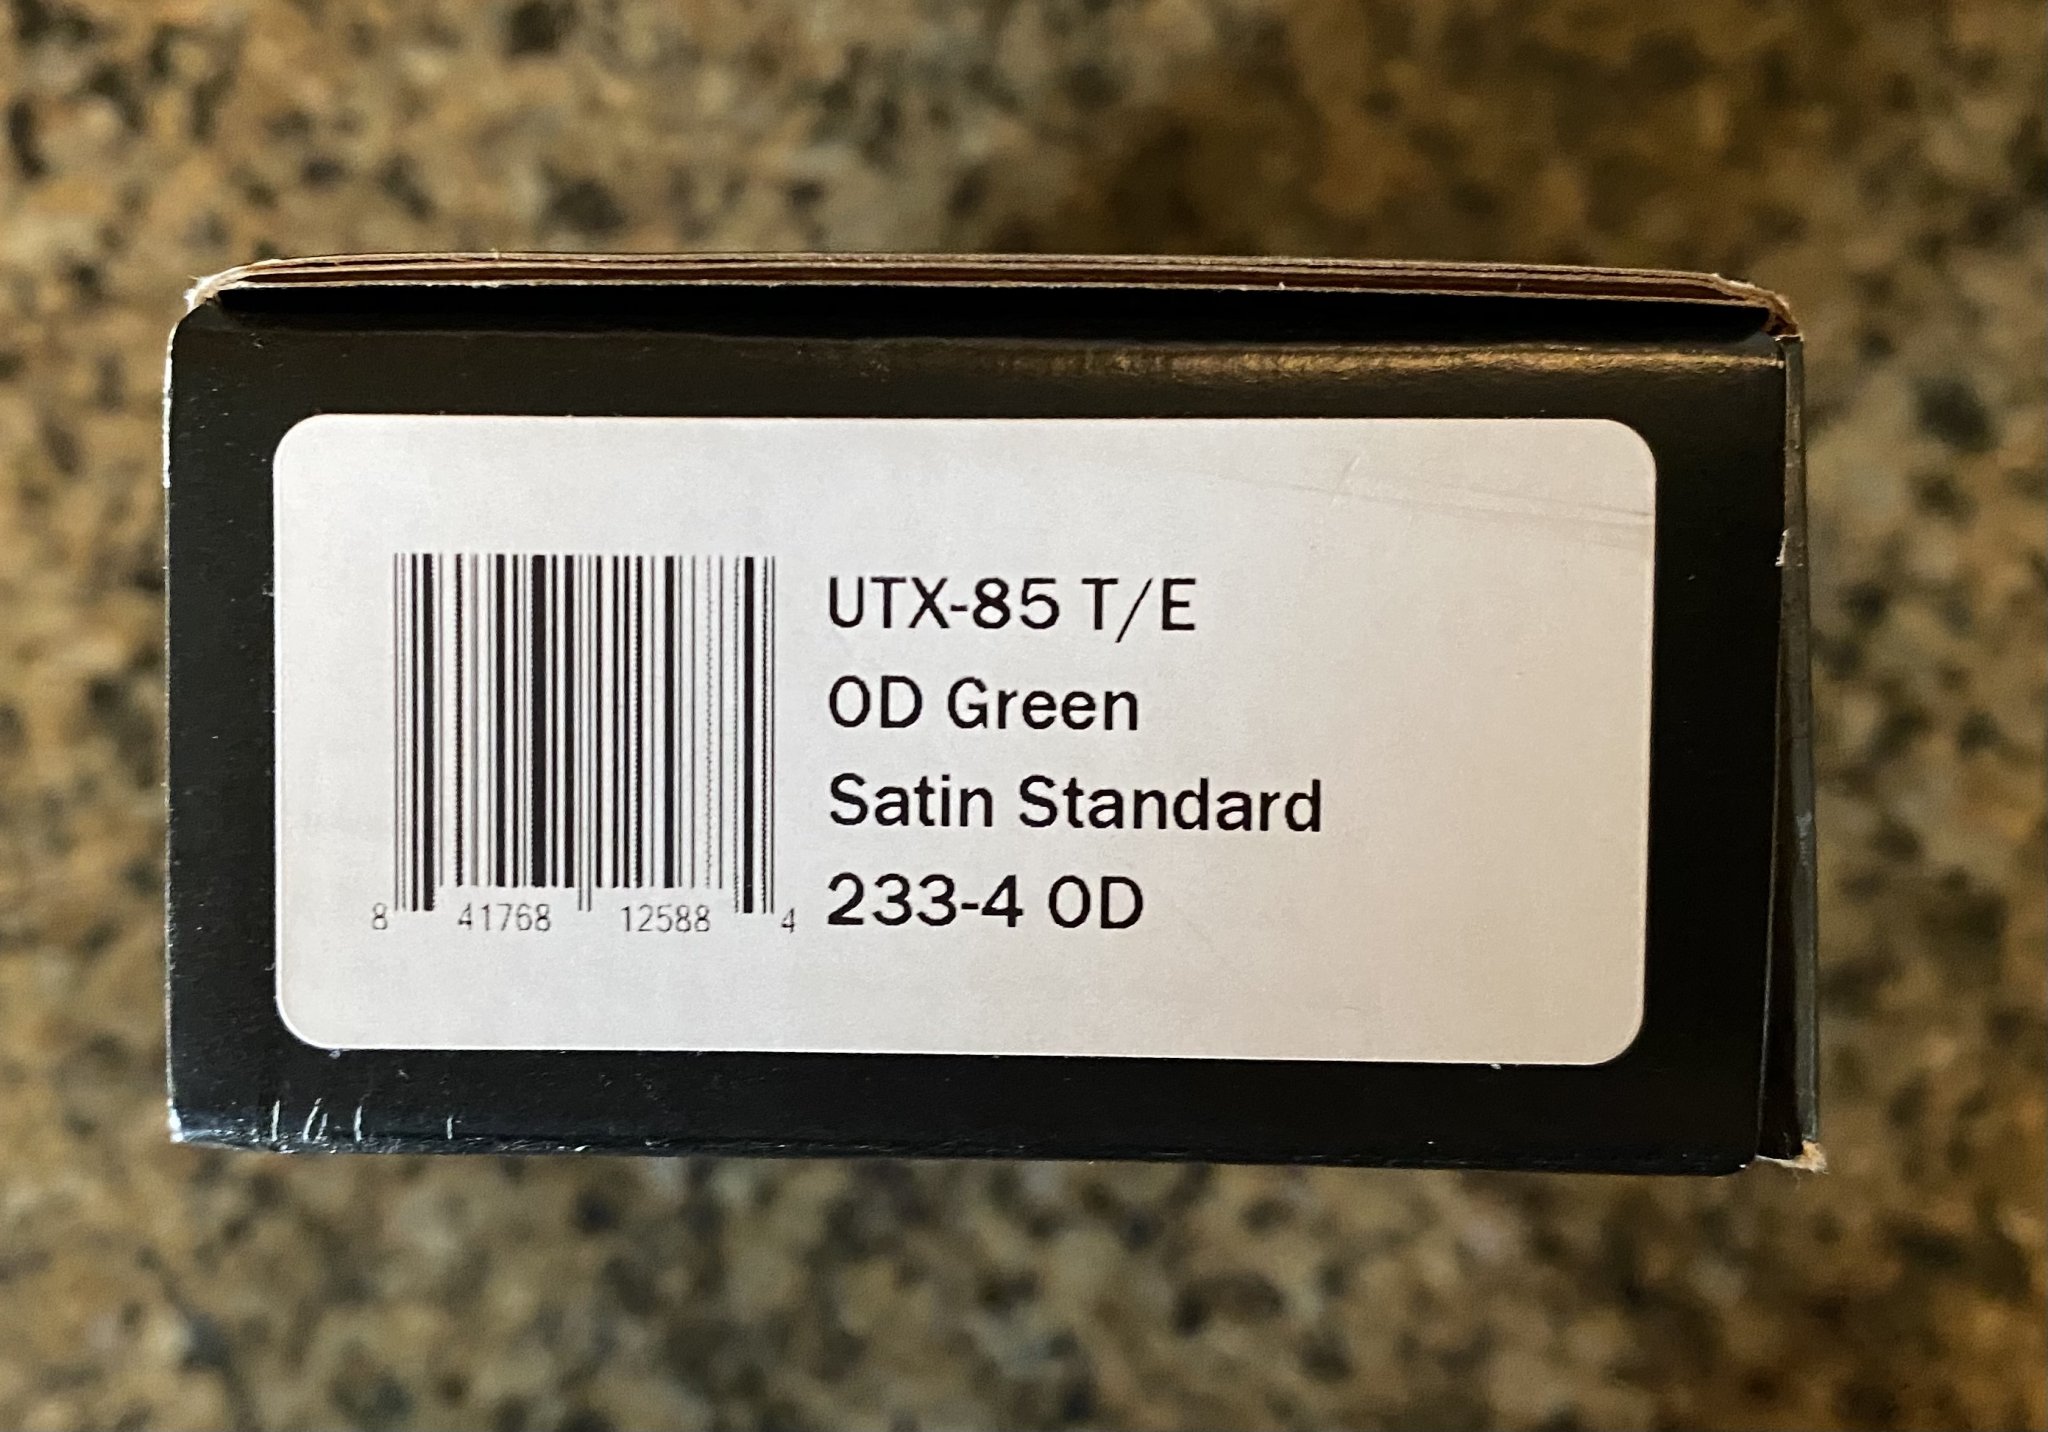 UTX-85 T/E
OD Green
Satin Standard
233-4 OD
8 41768 12588 4